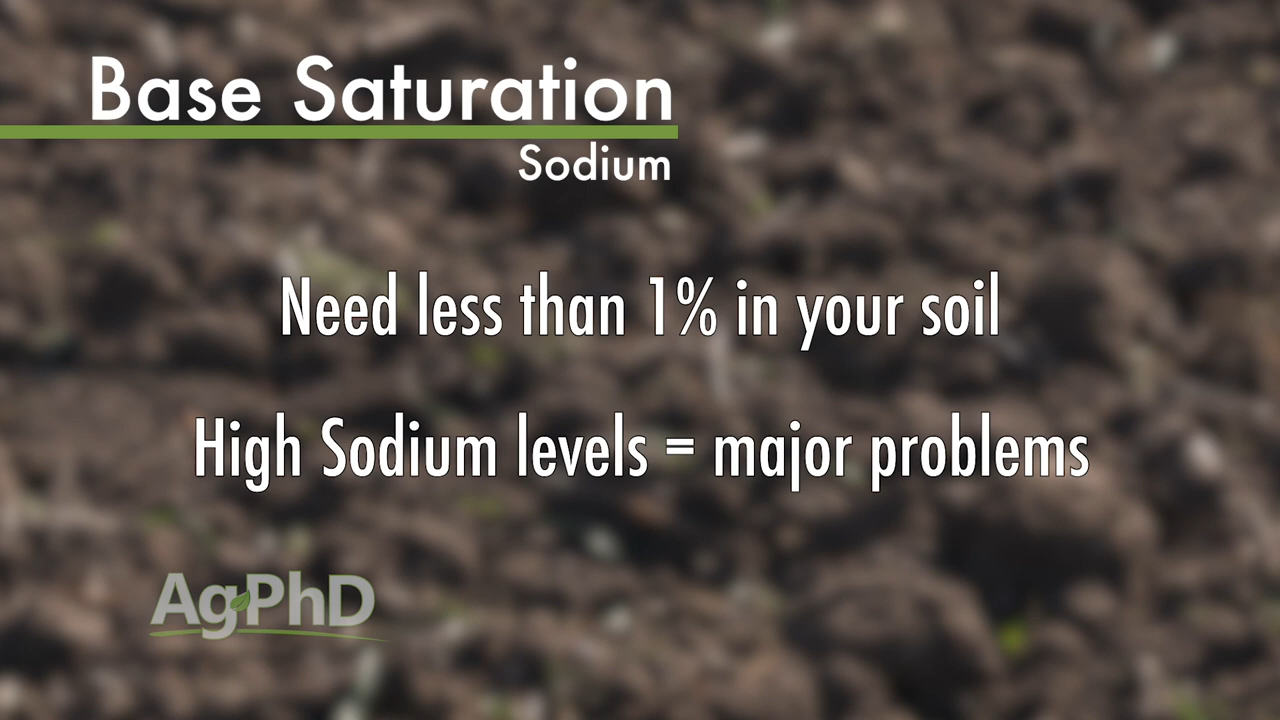 Base Saturation
Sodium
Need less than 1% in your soil
High Sodium levels = major problems
AgPhD